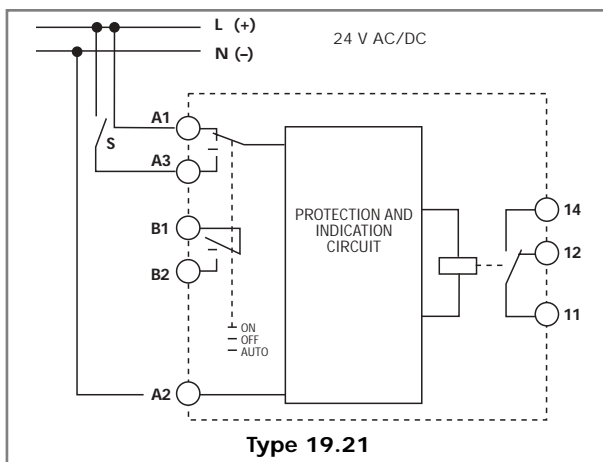 L (+)
24 V AC/DC
N (–)
A1
S
A3
14
PROTECTION AND
INDICATION
CIRCUIT
B1
12
B2
11
ON
OFF
AUTO
A2
Type 19.21